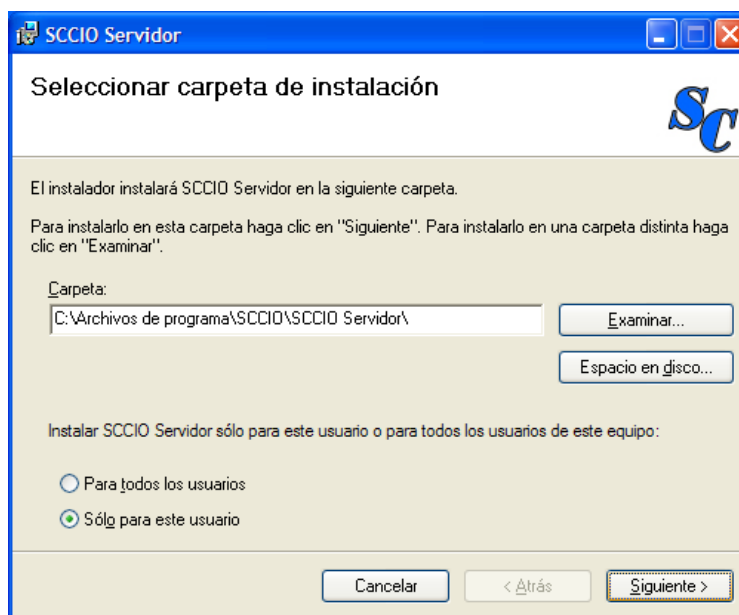 SCCIO Servidor
Seleccionar carpeta de instalación
SC
El instalador instalará SCCIO Servidor en la siguiente carpeta.
Para instalarlo en esta carpeta haga clic en "Siguiente". Para instalarlo en una carpeta distinta haga
clic en "Examinar".
Carpeta:
C:\Archivos de programa\SCCIO\SCCIO Servidor\
Examinar...
Espacio en disco...
Instalar SCCIO Servidor sólo para este usuario o para todos los usuarios de este equipo:
Para todos los usuarios
Sólo para este usuario
Cancelar
< Atrás
Siguiente >